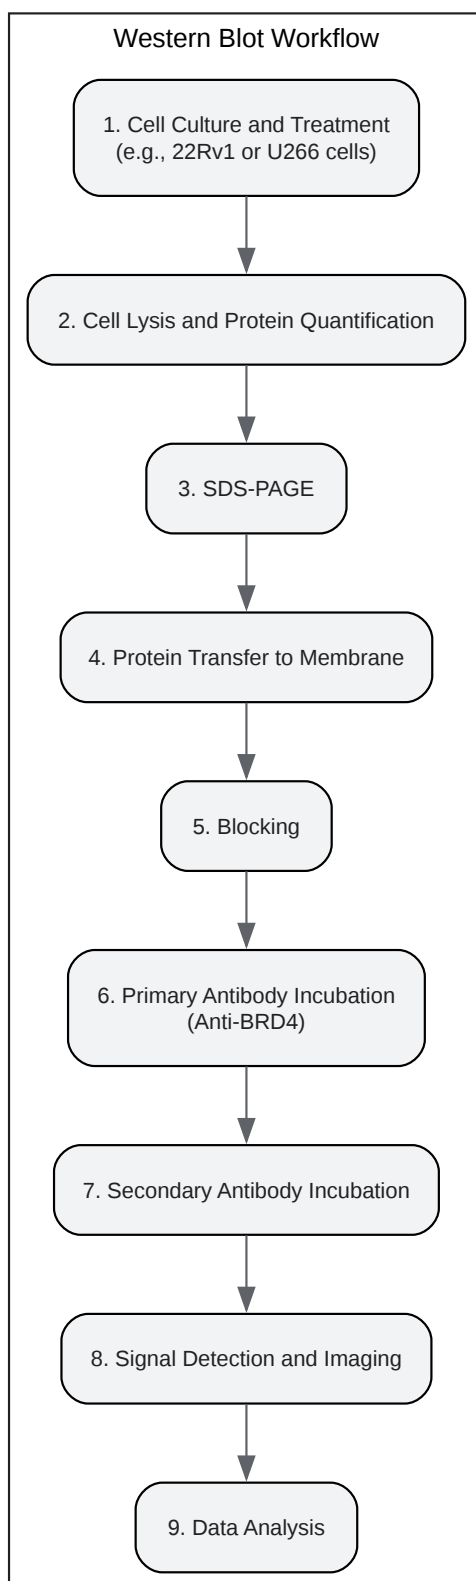 Western Blot Workflow
1. Cell Culture and Treatment
(e.g., 22Rv1 or U266 cells)
2. Cell Lysis and Protein Quantification
3. SDS-PAGE
4. Protein Transfer to Membrane
5. Blocking
6. Primary Antibody Incubation
(Anti-BRD4)
7. Secondary Antibody Incubation
8. Signal Detection and Imaging
9. Data Analysis